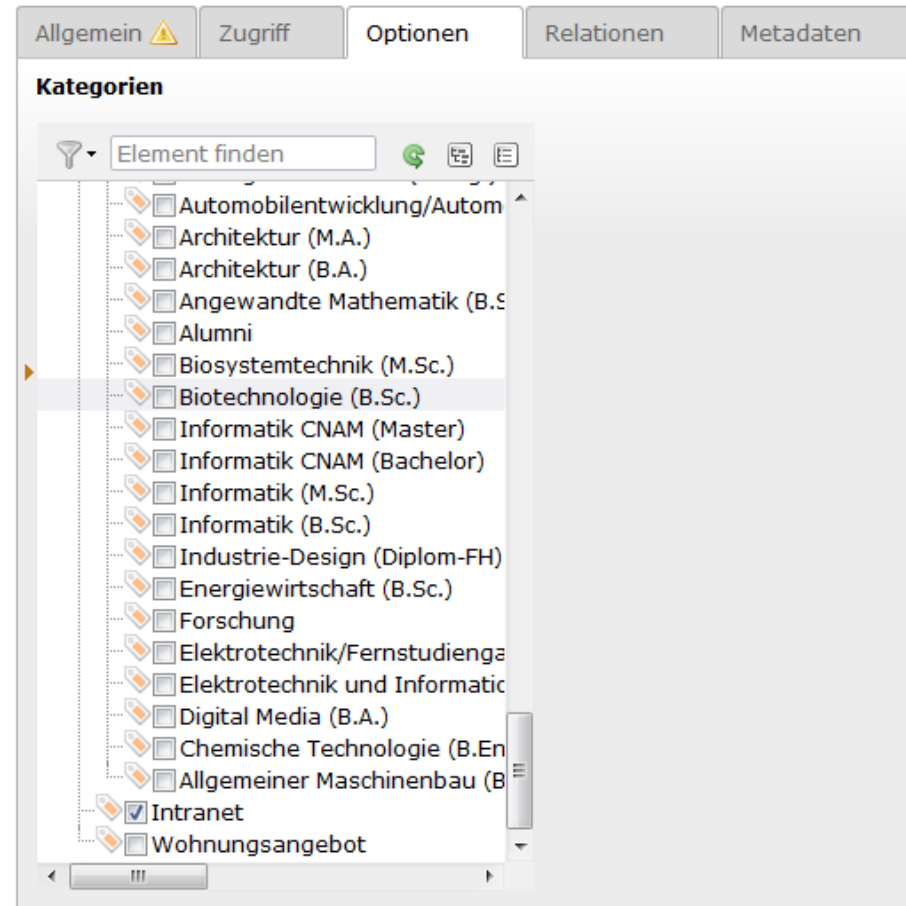 Allgemein Zugriff Optionen Relationen Metadaten
Kategorien
Element finden
Automobilentwicklung/Autom
Architektur (M.A.)
Architektur (B.A.)
Angewandte Mathematik (B.S
Alumni
Biosystemtechnik (M.Sc.)
Biotechnologie (B.Sc.)
Informatik CNAM (Master)
Informatik CNAM (Bachelor)
Informatik (M.Sc.)
Informatik (B.Sc.)
Industrie-Design (Diplom-FH)
Energiewirtschaft (B.Sc.)
Forschung
Elektrotechnik/Fernstudienga
Elektrotechnik und Informatic
Digital Media (B.A.)
Chemische Technologie (B.En
Allgemeiner Maschinenbau (B
Intranet
Wohnungsangebot